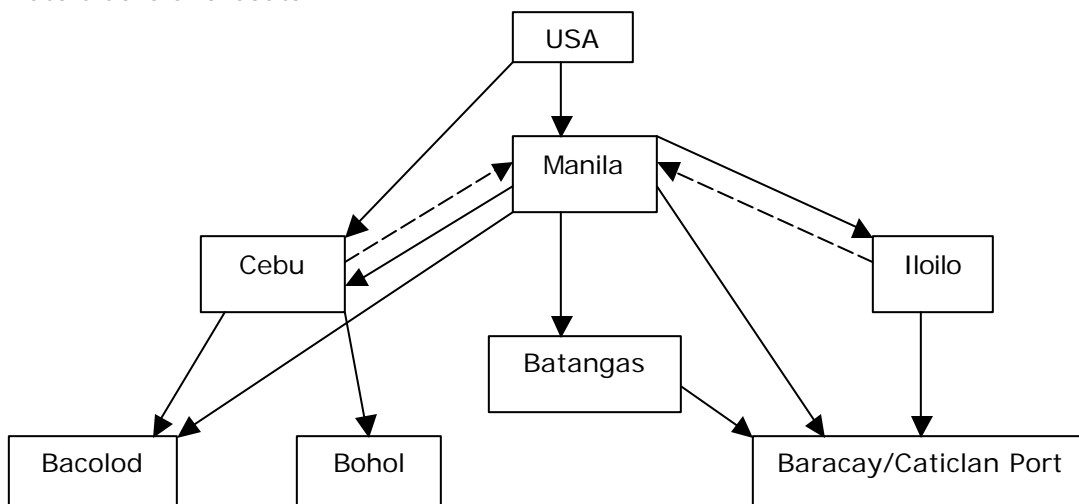 USA
Manila
Cebu
Iloilo
Batangas
Bacolod
Bohol
Baracay/Caticlan Port